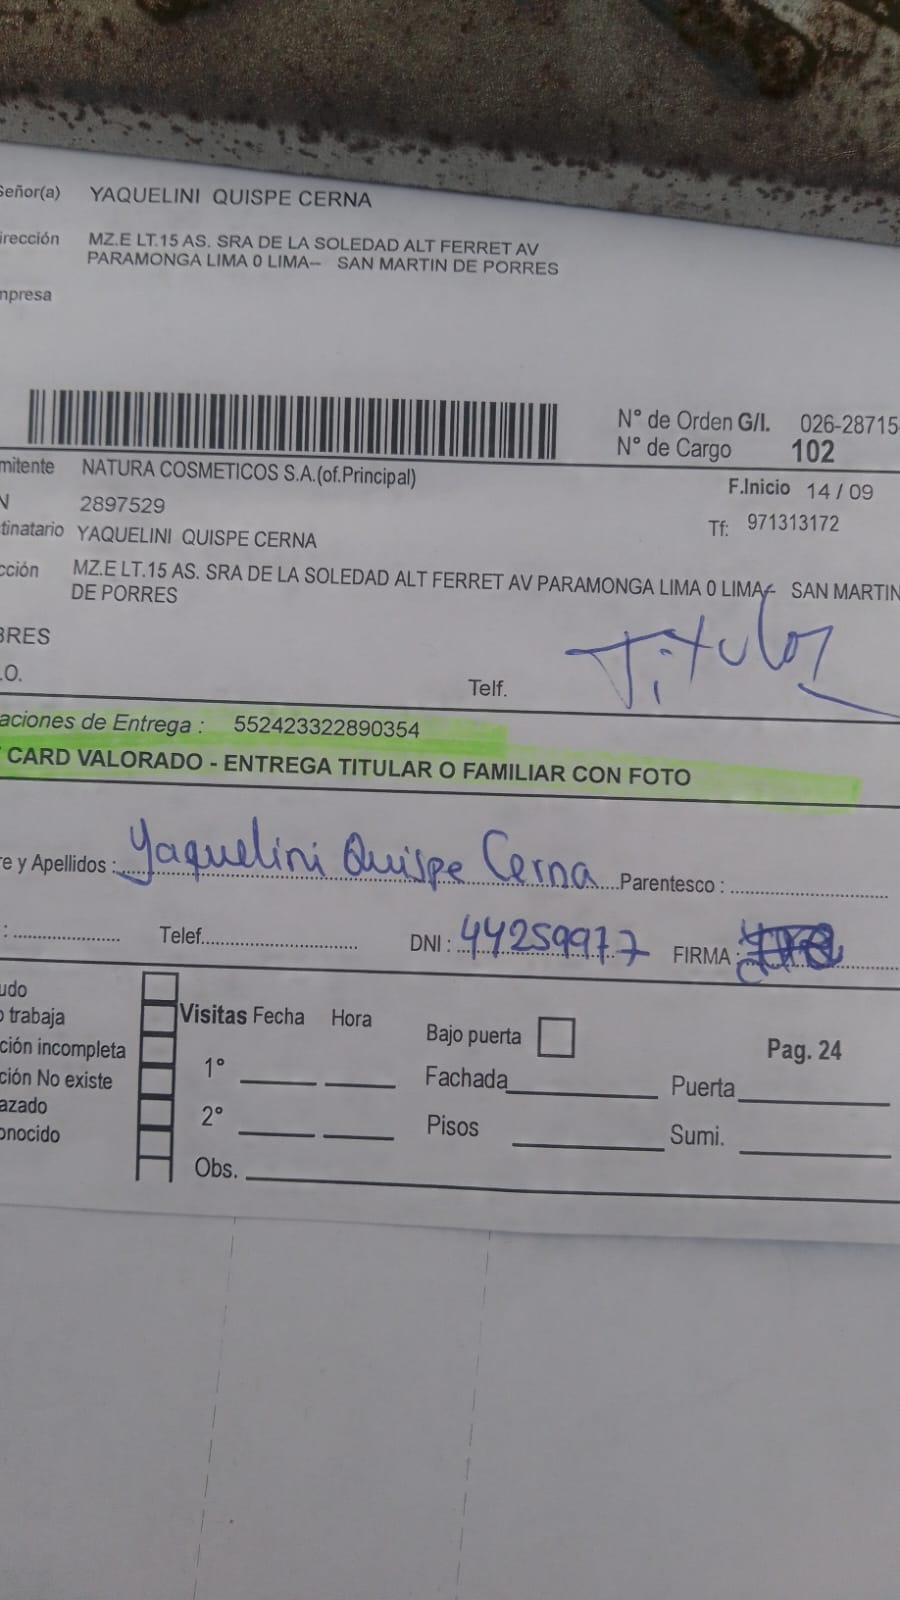 Señor(a) YAQUELINI QUISPE CERNA
irección MZ.E LT.15 AS. SRA DE LA SOLEDAD ALT FERRET AV
PARAMONGA LIMA 0 LIMA– SAN MARTIN DE PORRES
mpresa
N° de Orden G/I. 026-28715
N° de Cargo 102
mitente NATURA COSMETICOS S.A.(of.Principal)
F.Inicio 14 / 09
N 2897529
Tf: 971313172
tinatario YAQUELINI QUISPE CERNA
cción MZ.E LT.15 AS. SRA DE LA SOLEDAD ALT FERRET AV PARAMONGA LIMA 0 LIMA– SAN MARTIN
DE PORRES
BRES
.O. Telf. Titular
aciones de Entrega : 552423322890354
CARD VALORADO - ENTREGA TITULAR O FAMILIAR CON FOTO
re y Apellidos : Yaquelini Quispe Cerna Parentesco :
: Telef. DNI : 44259977 FIRMA :
udo
o trabaja Visitas Fecha Hora Bajo puerta Pag. 24
ción incompleta 1° Fachada Puerta
ción No existe
azado 2° Pisos Sumi.
onocido
Obs.